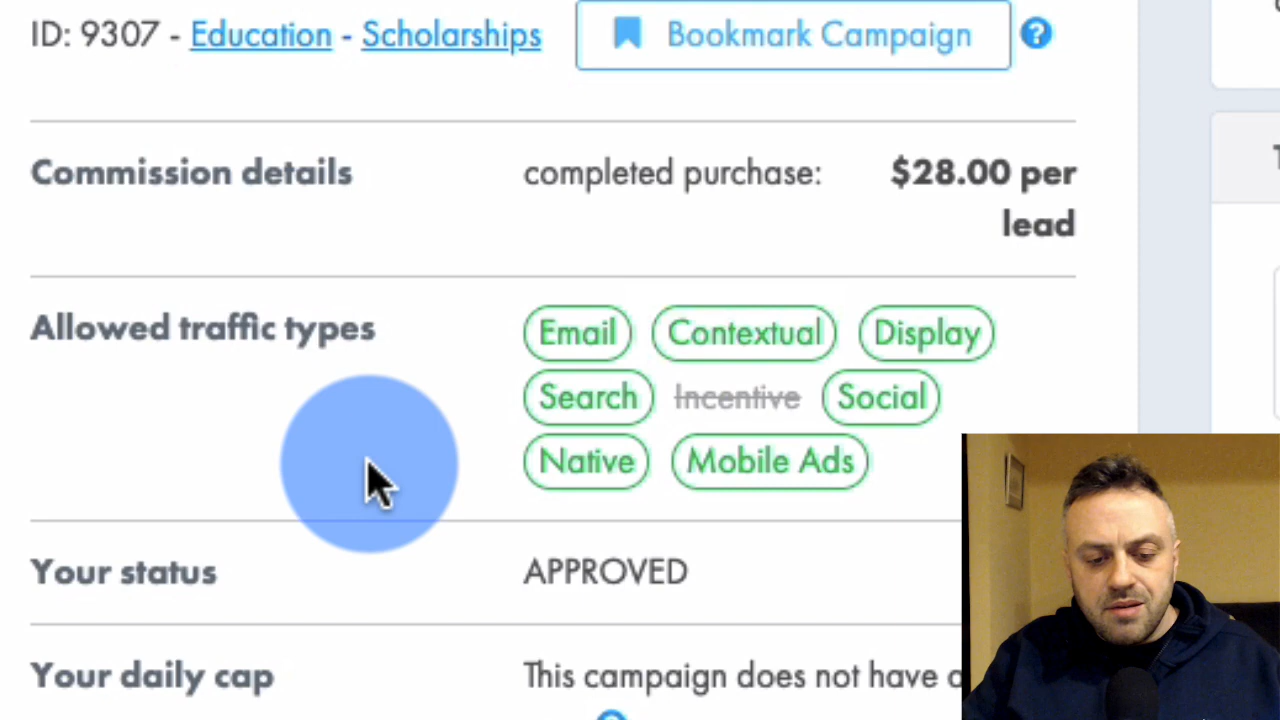 ID: 9307 - Education - Scholarships Bookmark Campaign ?
Commission details completed purchase: $28.00 per
lead
Allowed traffic types Email Contextual Display
Search Incentive Social
Native Mobile Ads
Your status APPROVED
Your daily cap This campaign does not have